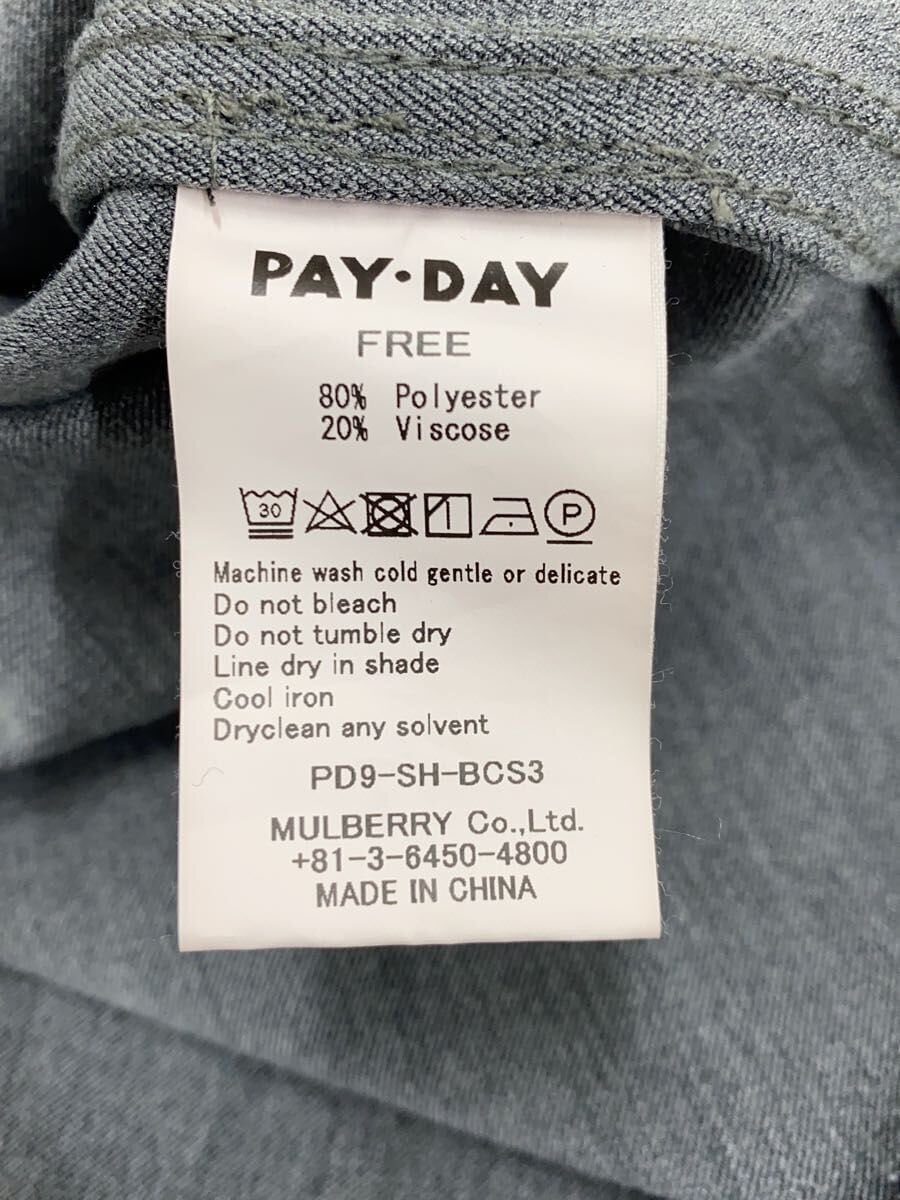 PAY·DAY
FREE
80% Polyester
20% Viscose
30 P
Machine wash cold gentle or delicate
Do not bleach
Do not tumble dry
Line dry in shade
Cool iron
Dryclean any solvent
PD9-SH-BCS3
MULBERRY Co.,Ltd.
+81-3-6450-4800
MADE IN CHINA